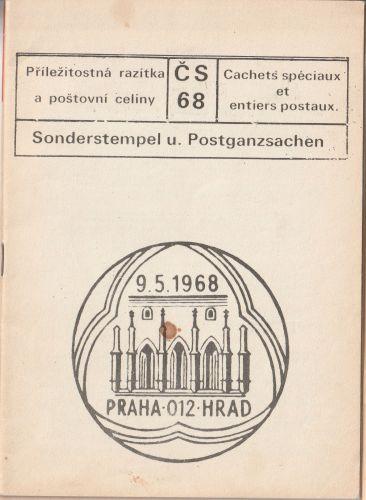 Příležitostná razítka
a poštovní celiny
ČS
68
Cachets spéciaux
et
entiers postaux.
Sonderstempel u. Postganzsachen
9.5.1968
PRAHA·012·HRAD